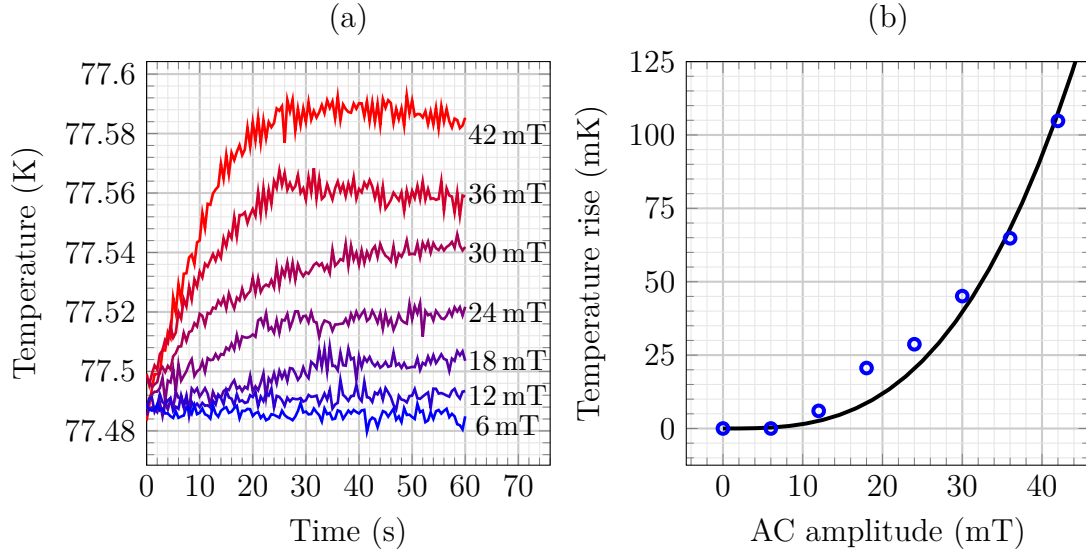 (a)
77.6
77.58
77.56
77.54
77.52
77.5
77.48
Temperature (K)
42 mT
36 mT
30 mT
24 mT
18 mT
12 mT
6 mT
0 10 20 30 40 50 60 70
Time (s)
(b)
125
100
75
50
25
0
Temperature rise (mK)
0 10 20 30 40
AC amplitude (mT)